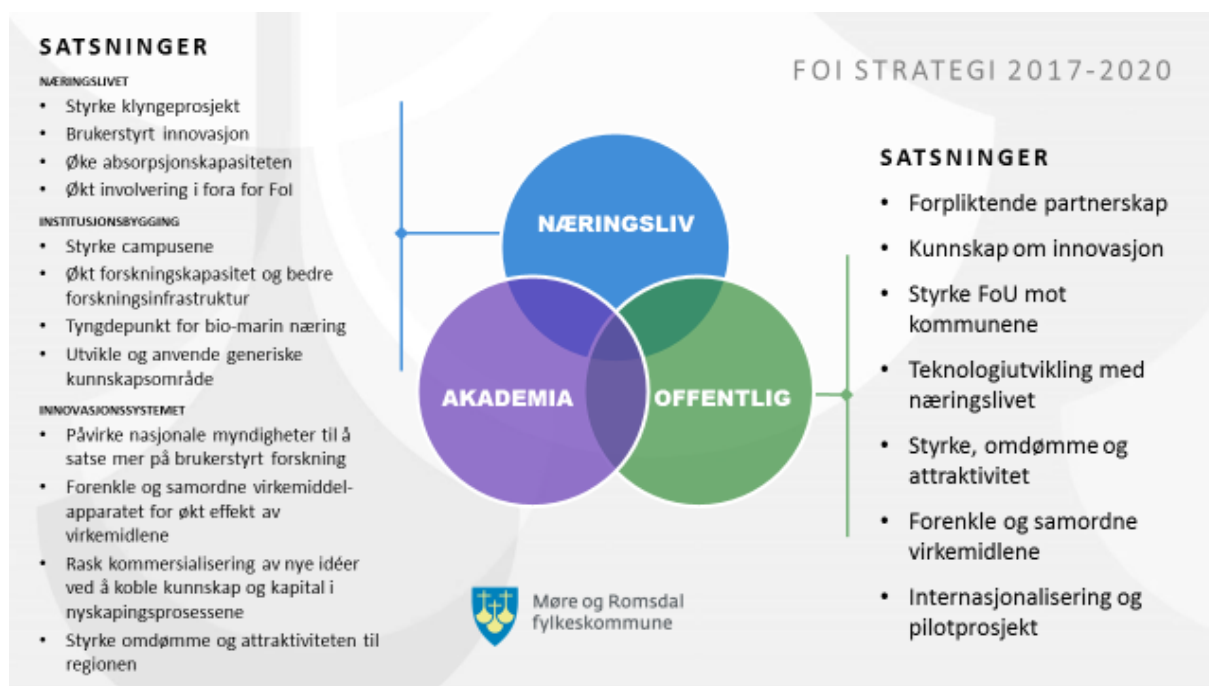 SATSNINGER
NÆRINGSLIVET
• Styrke klyngeprosjekt
• Brukerstyrt innovasjon
• Øke absorpsjonskapasiteten
• Økt involvering i fora for FoI
INSTITUSJONSBYGGING
• Styrke campusene
• Økt forskningskapasitet og bedre
forskningsinfrastruktur
• Tyngdepunkt for bio-marin næring
• Utvikle og anvende generiske
kunnskapsområde
INNOVASJONSSYSTEMET
• Påvirke nasjonale myndigheter til å
satse mer på brukerstyrt forskning
• Forenkle og samordne virkemiddel-
apparatet for økt effekt av
virkemidlene
• Rask kommersialisering av nye idéer
ved å koble kunnskap og kapital i
nyskapingsprosessene
• Styrke omdømme og attraktiviteten til
regionen
NÆRINGSLIV
AKADEMIA
OFFENTLIG
Møre og Romsdal
fylkeskommune
FOI STRATEGI 2017-2020
SATSNINGER
• Forpliktende partnerskap
• Kunnskap om innovasjon
• Styrke FoU mot
kommunene
• Teknologiutvikling med
næringslivet
• Styrke, omdømme og
attraktivitet
• Forenkle og samordne
virkemidlene
• Internasjonalisering og
pilotprosjekt